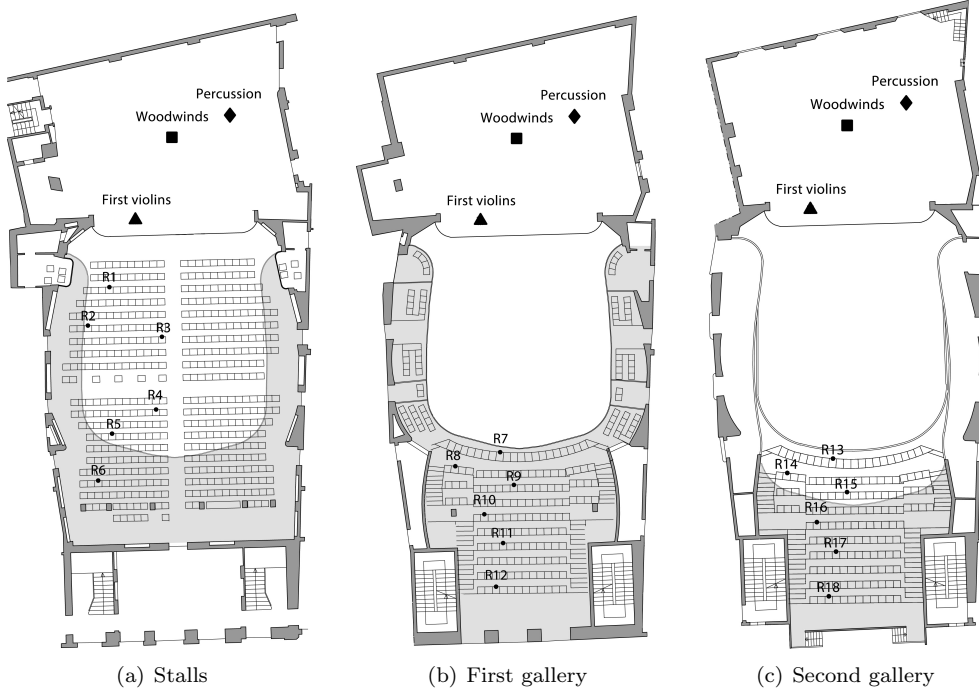 Percussion
Woodwinds
First violins
R1
R2
R3
R4
R5
R6
(a) Stalls
Percussion
Woodwinds
First violins
R7
R8
R9
R10
R11
R12
(b) First gallery
Percussion
Woodwinds
First violins
R13
R14
R15
R16
R17
R18
(c) Second gallery